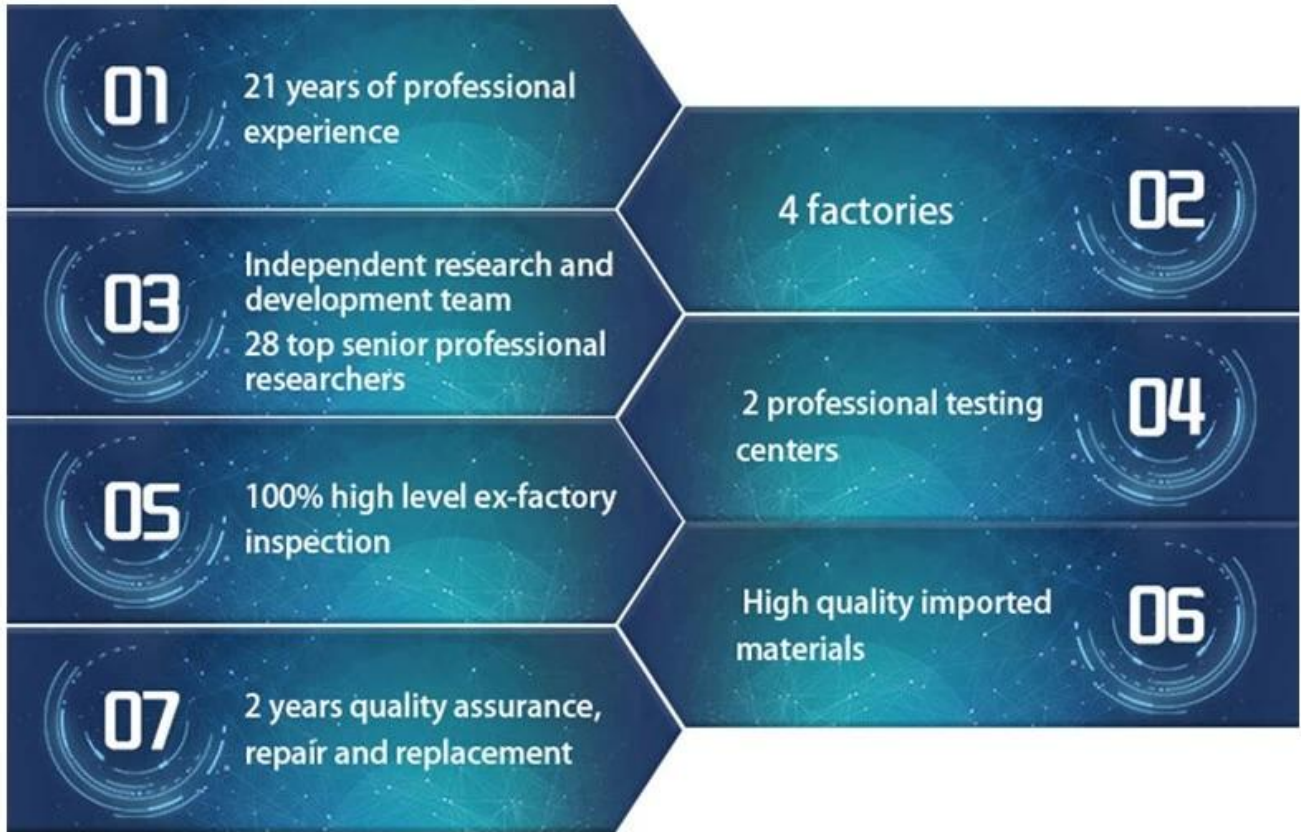 01
21 years of professional
experience
02
4 factories
03
Independent research and
development team
28 top senior professional
researchers
04
2 professional testing
centers
05
100% high level ex-factory
inspection
06
High quality imported
materials
07
2 years quality assurance,
repair and replacement